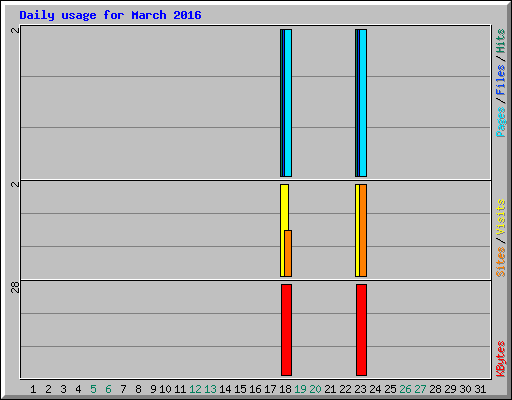 Daily usage for March 2016
2
2
28
Pages/Files/Hits
Sites/Visits
KBytes
1 2 3 4 5 6 7 8 9 10 11 12 13 14 15 16 17 18 19 20 21 22 23 24 25 26 27 28 29 30 31